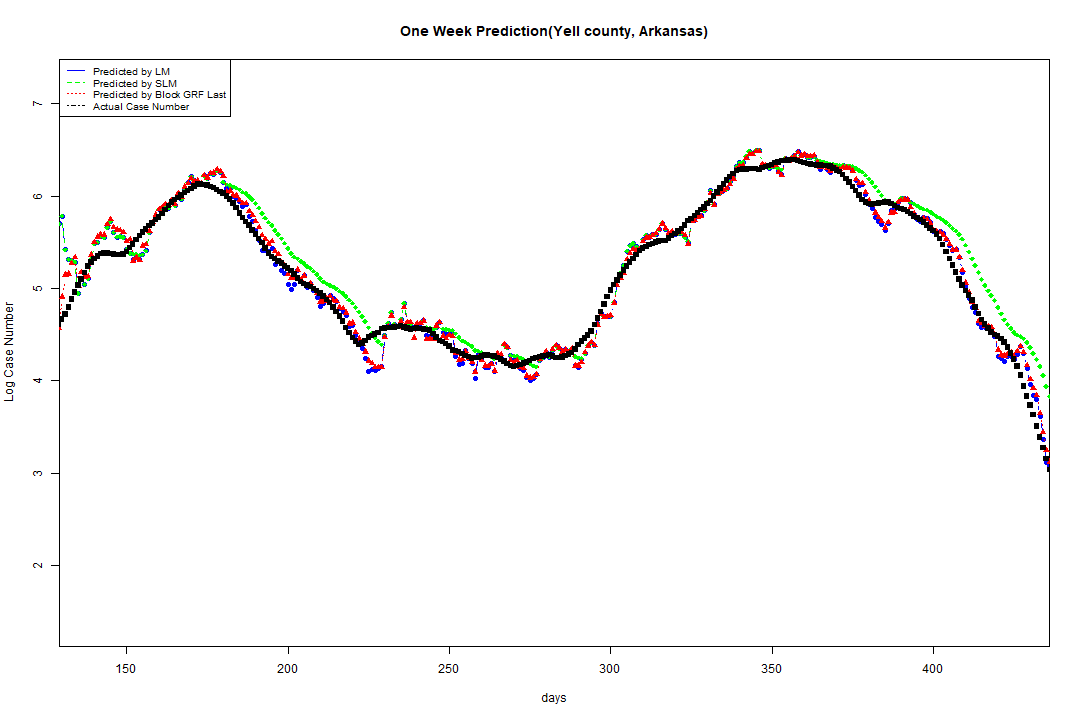 One Week Prediction(Yell county, Arkansas)
Predicted by LM
Predicted by SLM
Predicted by Block GRF Last
Actual Case Number
7
6
5
4
3
2
Log Case Number
150 200 250 300 350 400
days